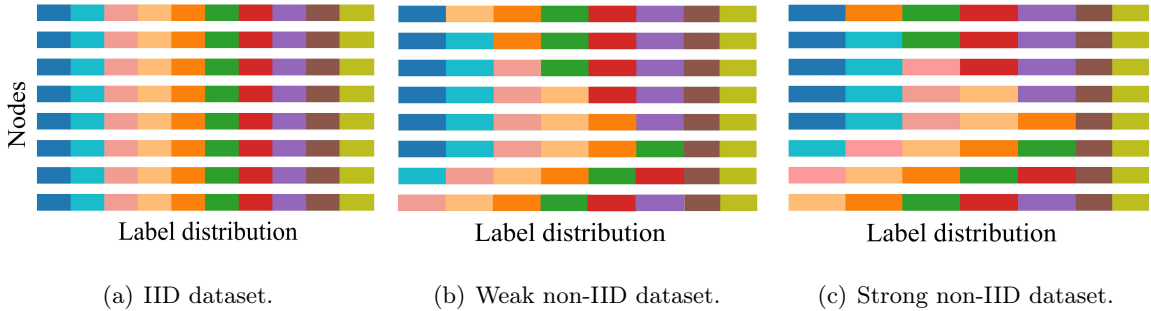 Nodes
Label distribution
Label distribution
Label distribution
(a) IID dataset.
(b) Weak non-IID dataset.
(c) Strong non-IID dataset.